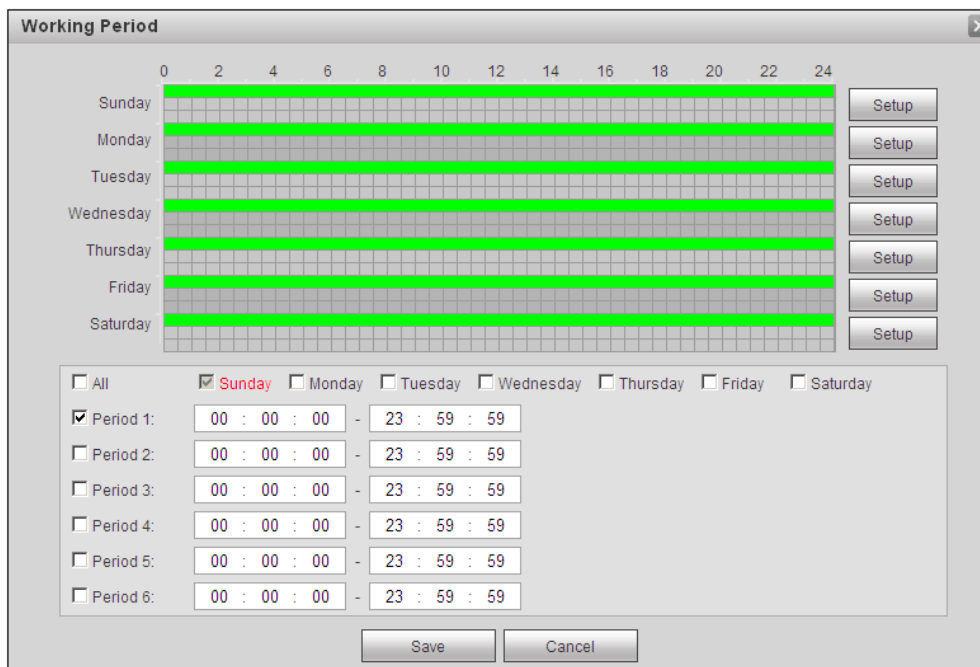 Working Period
0 2 4 6 8 10 12 14 16 18 20 22 24
Sunday Setup
Monday Setup
Tuesday Setup
Wednesday Setup
Thursday Setup
Friday Setup
Saturday Setup
All Sunday Monday Tuesday Wednesday Thursday Friday Saturday
Period 1: 00 : 00 : 00 - 23 : 59 : 59
Period 2: 00 : 00 : 00 - 23 : 59 : 59
Period 3: 00 : 00 : 00 - 23 : 59 : 59
Period 4: 00 : 00 : 00 - 23 : 59 : 59
Period 5: 00 : 00 : 00 - 23 : 59 : 59
Period 6: 00 : 00 : 00 - 23 : 59 : 59
Save Cancel